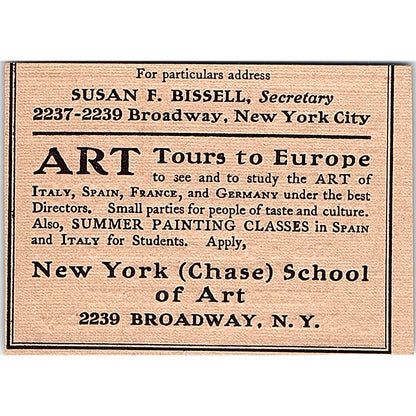 For particulars address
SUSAN F. BISSELL, Secretary
2237-2239 Broadway, New York City
ART Tours to Europe
to see and to study the ART of
ITALY, SPAIN, FRANCE, and GERMANY under the best
Directors. Small parties for people of taste and culture.
Also, SUMMER PAINTING CLASSES in SPAIN
and ITALY for Students. Apply,
New York (Chase) School
of Art
2239 BROADWAY, N. Y.